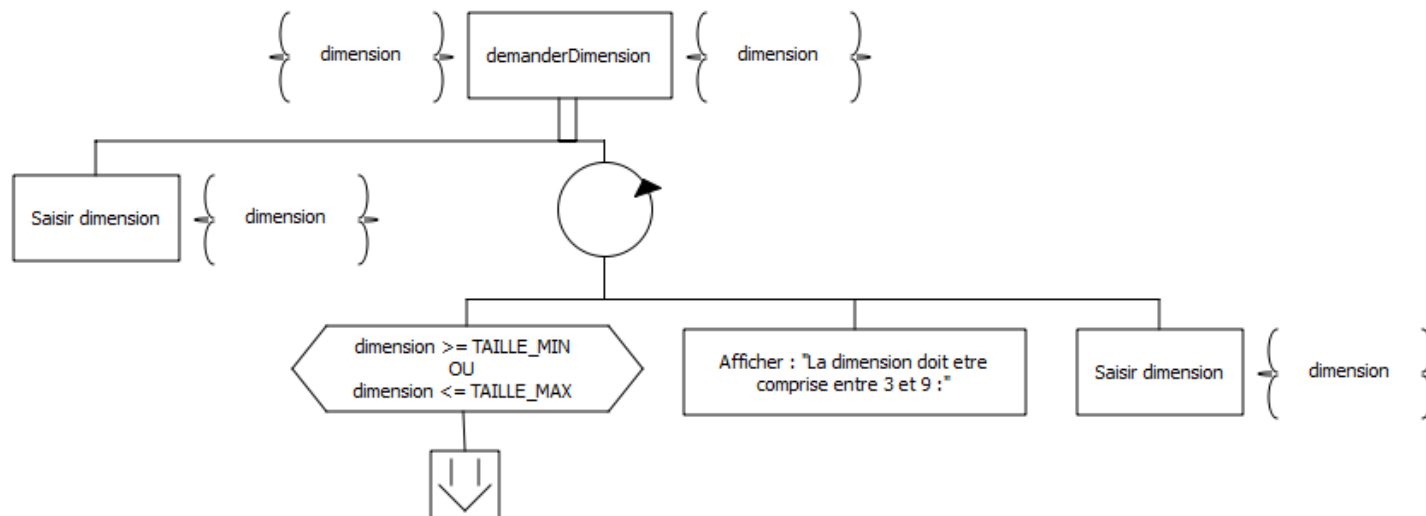 dimension
demanderDimension
dimension
Saisir dimension
dimension
dimension >= TAILLE_MIN
OU
dimension <= TAILLE_MAX
Afficher : "La dimension doit etre
comprise entre 3 et 9 :"
Saisir dimension
dimension